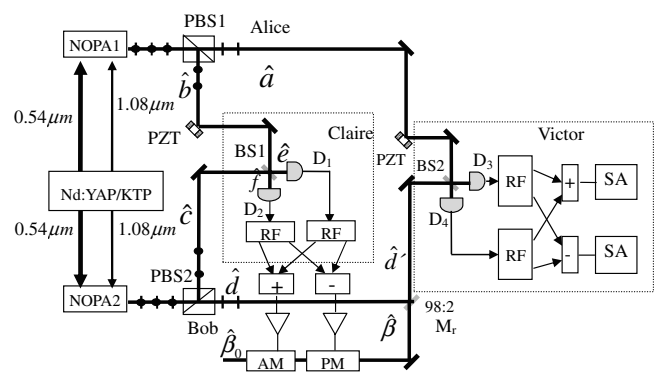 PBS1
Alice
NOPA1
b̂
â
0.54μm
1.08μm
PZT
Claire
BS1
ê
D1
f̂
D2
RF
RF
PZT
Victor
BS2
D3
D4
RF
RF
+
-
SA
SA
Nd:YAP/KTP
0.54μm
1.08μm
ĉ
PBS2
NOPA2
Bob
d̂
+
-
d̂´
98:2
Mr
β̂
β̂0
AM
PM